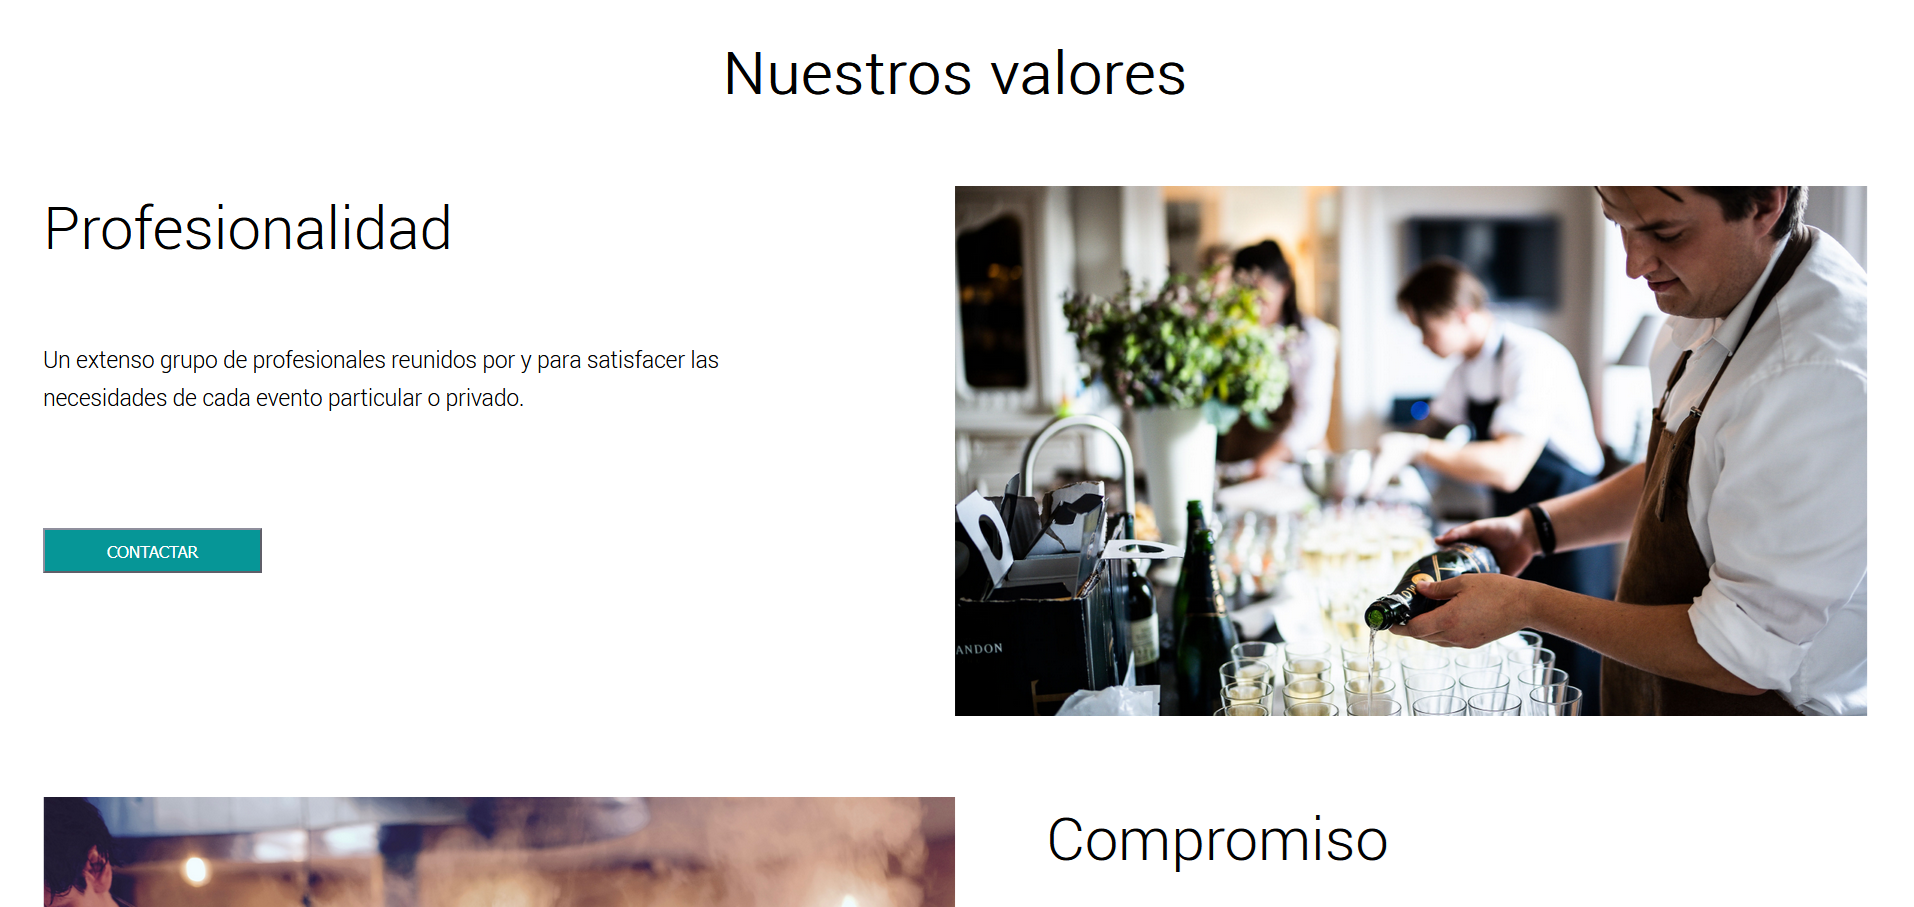 Nuestros valores
Profesionalidad
Un extenso grupo de profesionales reunidos por y para satisfacer las
necesidades de cada evento particular o privado.
CONTACTAR
ANDON
Compromiso